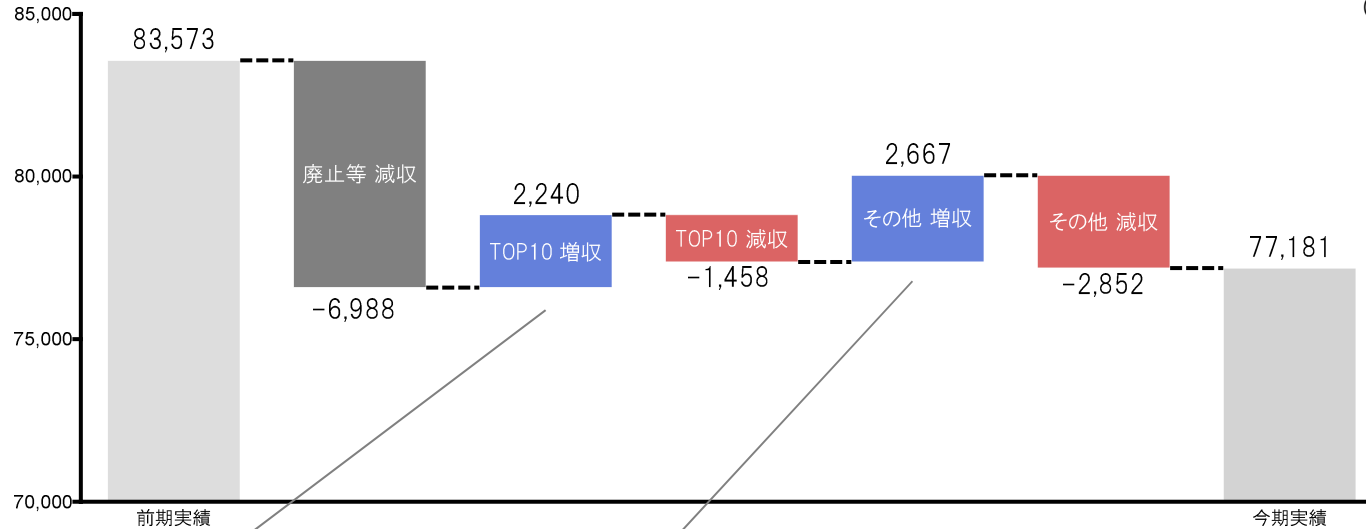 85,000
83,573
廃止等 減収
2,667
80,000
2,240
その他 増収
その他 減収
TOP10 増収
TOP10 減収
77,181
-1,458
-2,852
-6,988
75,000
70,000
前期実績
今期実績